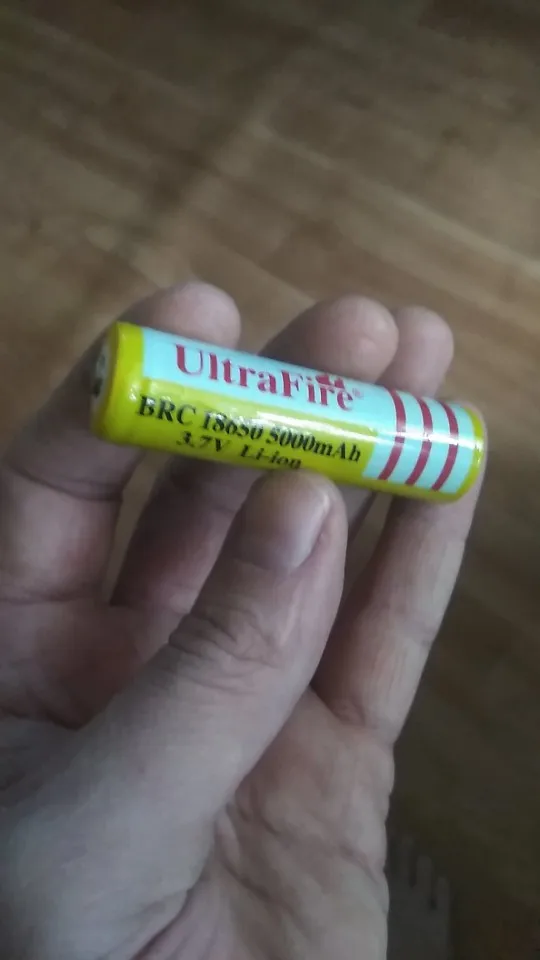 UltraFire®
BRC 18650 5000mAh
3.7V Li-ion